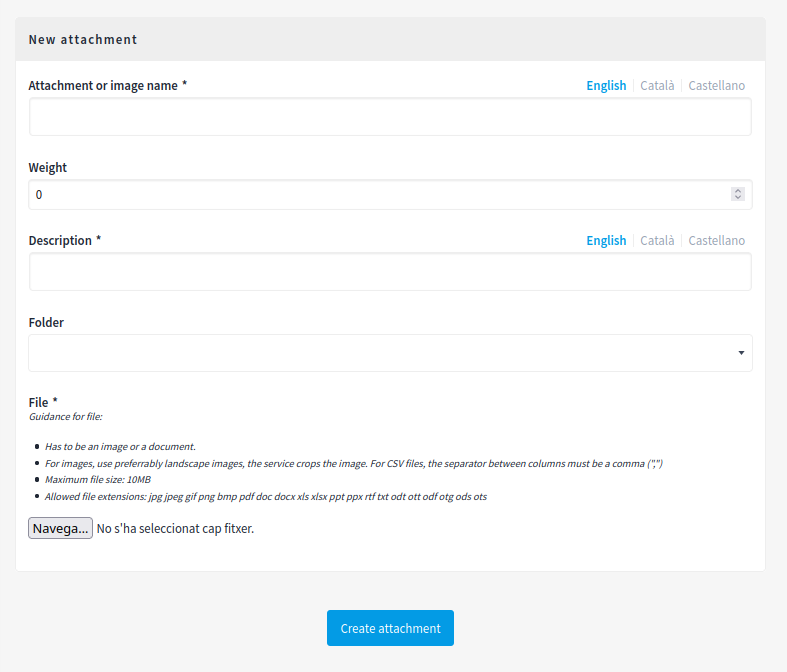 New attachment
Attachment or image name * English Català Castellano
Weight
0
Description * English Català Castellano
Folder
File *
Guidance for file:
Has to be an image or a document.
For images, use preferrably landscape images, the service crops the image. For CSV files, the separator between columns must be a comma (",")
Maximum file size: 10MB
Allowed file extensions: jpg jpeg gif png bmp pdf doc docx xls xlsx ppt ppx rtf txt odt ott odf otg ods ots
Navega... No s'ha seleccionat cap fitxer.
Create attachment